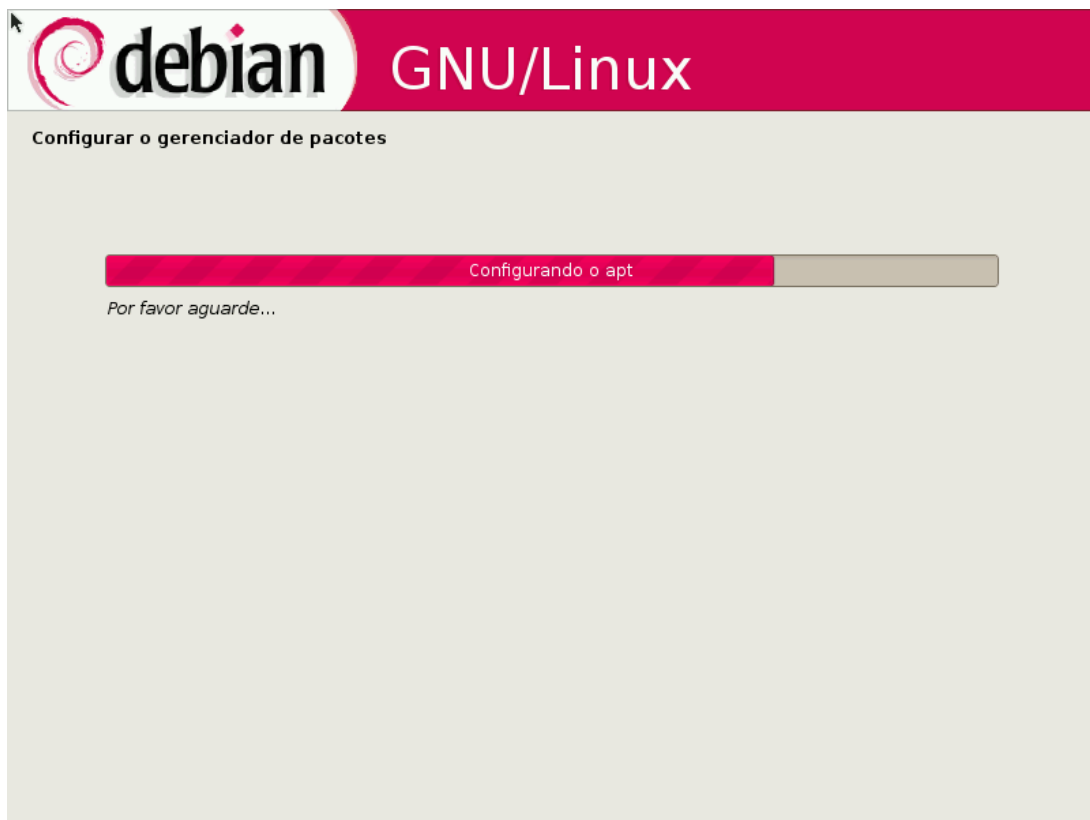 debian GNU/Linux
Configurar o gerenciador de pacotes
Configurando o apt
Por favor aguarde...